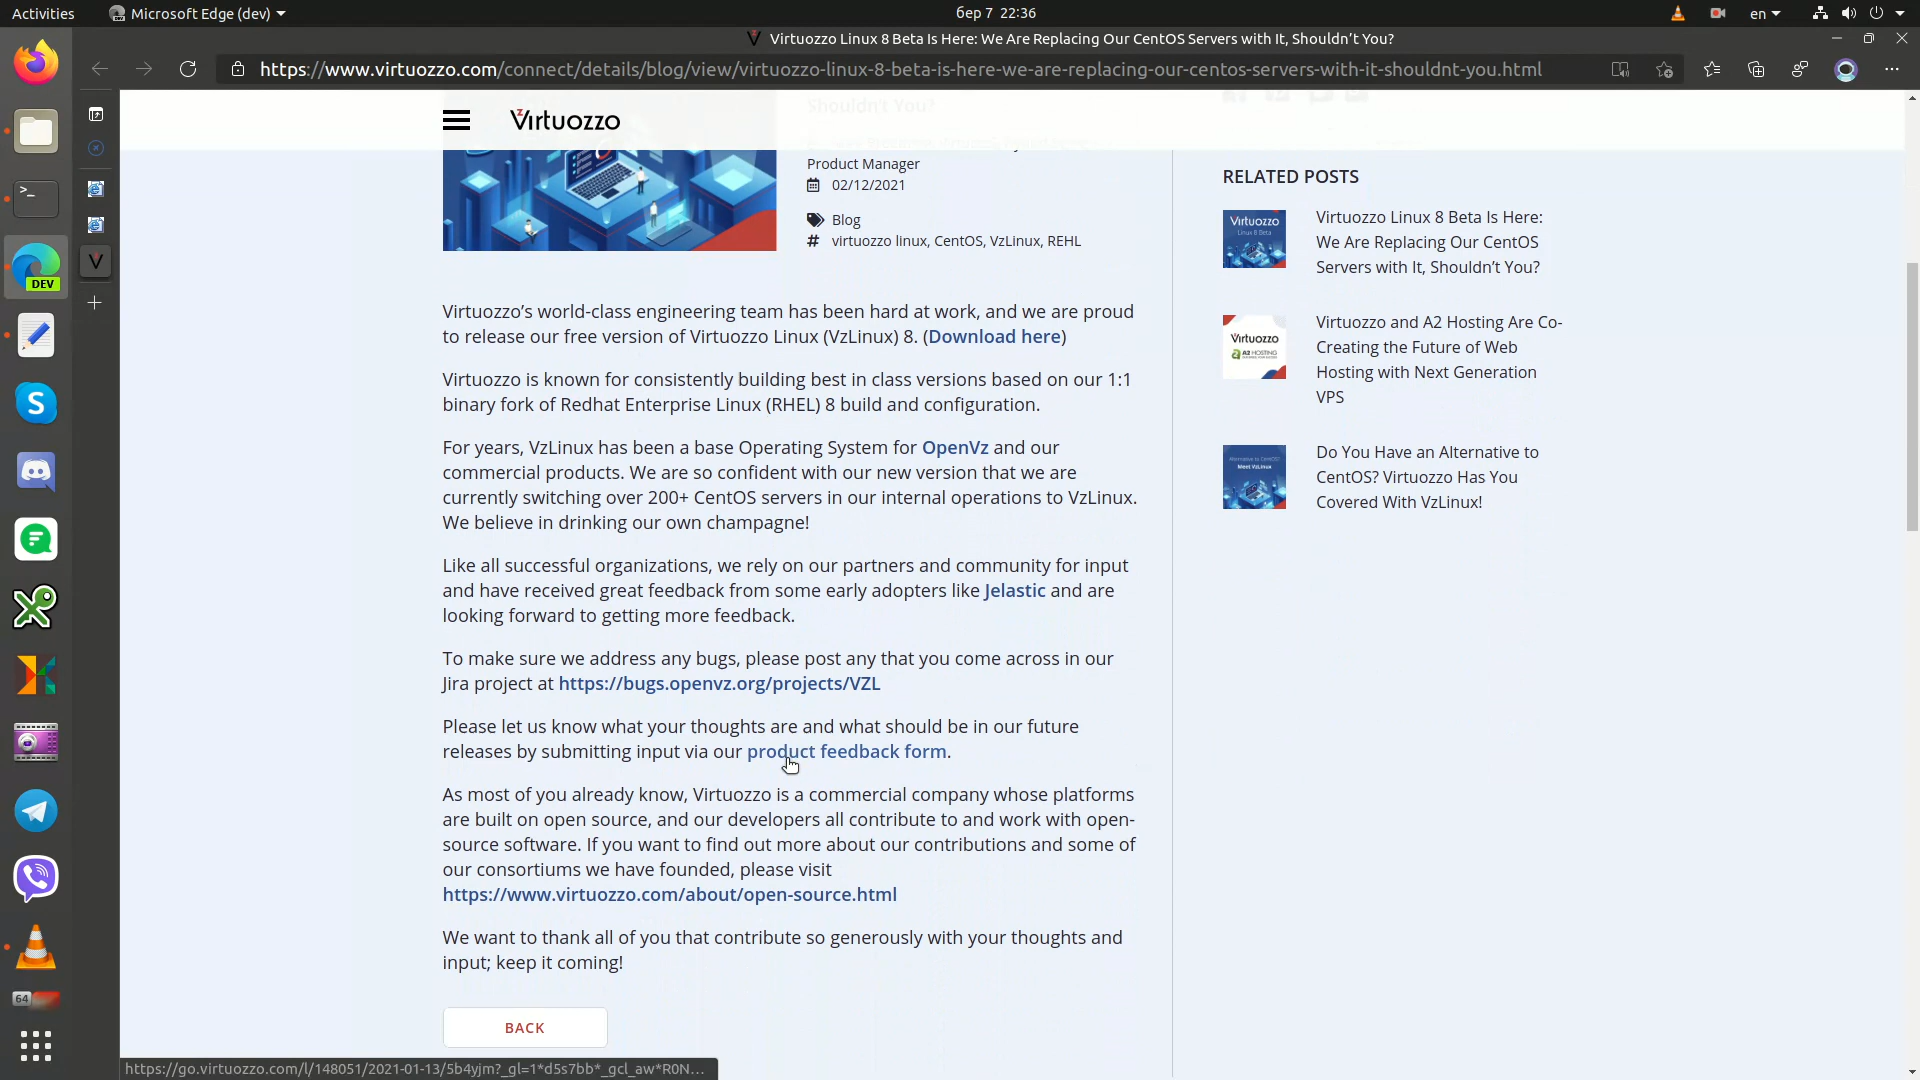 Activities
Microsoft Edge (dev)
бер 7 22:36
en
Virtuozzo Linux 8 Beta Is Here: We Are Replacing Our CentOS Servers with It, Shouldn't You?
https://www.virtuozzo.com/connect/details/blog/view/virtuozzo-linux-8-beta-is-here-we-are-replacing-our-centos-servers-with-it-shouldnt-you.html
Shouldn't You?
Virtuozzo
Product Manager
02/12/2021
Blog
# virtuozzo linux, CentOS, VzLinux, REHL
Virtuozzo's world-class engineering team has been hard at work, and we are proud
to release our free version of Virtuozzo Linux (VzLinux) 8. (Download here)
Virtuozzo is known for consistently building best in class versions based on our 1:1
binary fork of Redhat Enterprise Linux (RHEL) 8 build and configuration.
For years, VzLinux has been a base Operating System for OpenVz and our
commercial products. We are so confident with our new version that we are
currently switching over 200+ CentOS servers in our internal operations to VzLinux.
We believe in drinking our own champagne!
Like all successful organizations, we rely on our partners and community for input
and have received great feedback from some early adopters like Jelastic and are
looking forward to getting more feedback.
To make sure we address any bugs, please post any that you come across in our
Jira project at https://bugs.openvz.org/projects/VZL
Please let us know what your thoughts are and what should be in our future
releases by submitting input via our product feedback form.
As most of you already know, Virtuozzo is a commercial company whose platforms
are built on open source, and our developers all contribute to and work with open-
source software. If you want to find out more about our contributions and some of
our consortiums we have founded, please visit
https://www.virtuozzo.com/about/open-source.html
We want to thank all of you that contribute so generously with your thoughts and
input; keep it coming!
BACK
RELATED POSTS
Virtuozzo
Linux 8 Beta
Virtuozzo Linux 8 Beta Is Here:
We Are Replacing Our CentOS
Servers with It, Shouldn't You?
Virtuozzo
A2 HOSTING
Virtuozzo and A2 Hosting Are Co-
Creating the Future of Web
Hosting with Next Generation
VPS
Alternative to CentOS?
Meet VzLinux
Do You Have an Alternative to
CentOS? Virtuozzo Has You
Covered With VzLinux!
DEV
64
https://go.virtuozzo.com/l/148051/2021-01-13/5b4yjm?_gl=1*d5s7bb*_gcl_aw*R0N...